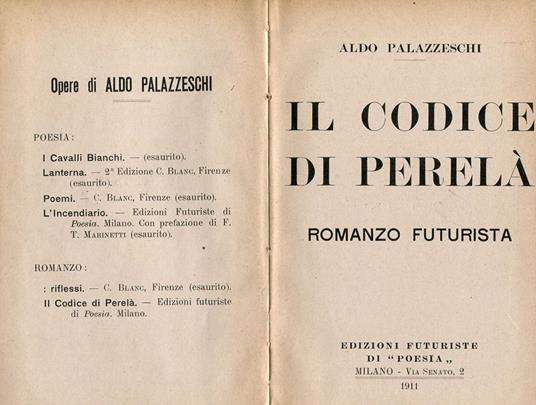 Opere di ALDO PALAZZESCHI
POESIA:
I Cavalli Bianchi. — (esaurito).
Lanterna. — 2ª Edizione C. BLANC, Firenze
(esaurito).
Poemi. — C. BLANC, Firenze (esaurito).
L'Incendiario. — Edizioni Futuriste di
Poesia. Milano. Con prefazione di F.
T. MARINETTI (esaurito).
ROMANZO:
: riflessi. — C. BLANC, Firenze (esaurito).
Il Codice di Perelà. — Edizioni futuriste
di Poesia. Milano.
ALDO PALAZZESCHI
IL CODICE
DI PERELÀ
ROMANZO FUTURISTA
EDIZIONI FUTURISTE
DI "POESIA„
MILANO - VIA SENATO, 2
1911